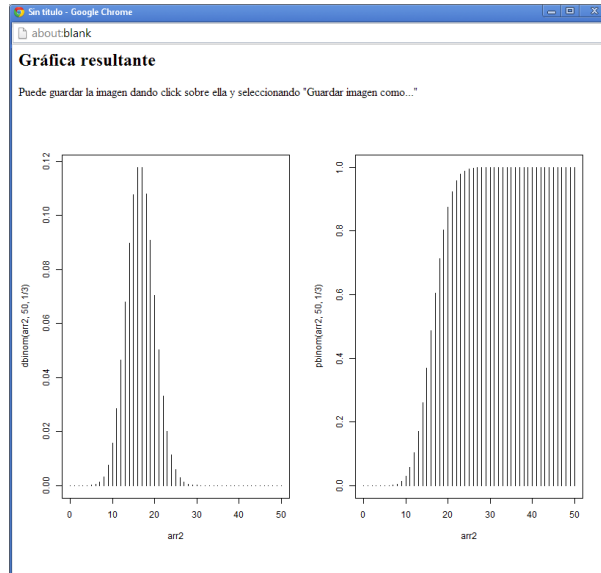 Sin título - Google Chrome
about:blank
Gráfica resultante
Puede guardar la imagen dando click sobre ella y seleccionando "Guardar imagen como..."
dbinom(arr2, 50, 1/3)
0.00 0.02 0.04 0.06 0.08 0.10 0.12
0 10 20 30 40 50
arr2
pbinom(arr2, 50, 1/3)
0.0 0.2 0.4 0.6 0.8 1.0
0 10 20 30 40 50
arr2